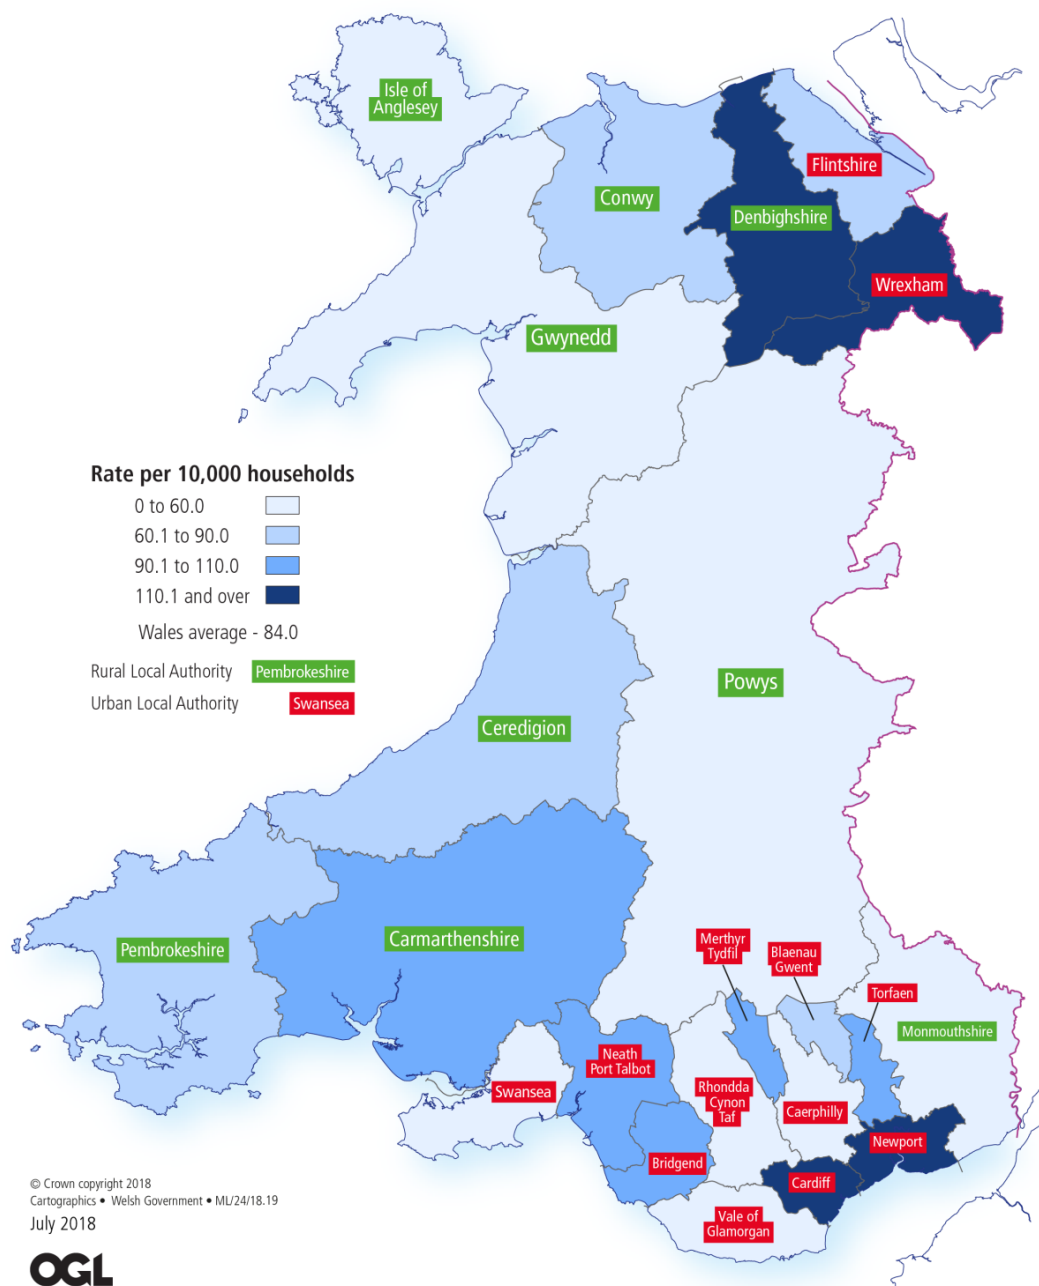 Isle of
Anglesey
Flintshire
Conwy
Denbighshire
Wrexham
Gwynedd
Rate per 10,000 households
0 to 60.0
60.1 to 90.0
90.1 to 110.0
110.1 and over
Wales average - 84.0
Rural Local Authority Pembrokeshire
Urban Local Authority Swansea
Powys
Ceredigion
Carmarthenshire
Pembrokeshire
Merthyr
Tydfil
Blaenau
Gwent
Torfaen
Monmouthshire
Neath
Port Talbot
Swansea
Rhondda
Cynon
Taf
Caerphilly
Newport
Bridgend
Cardiff
Vale of
Glamorgan
© Crown copyright 2018
Cartographics • Welsh Government • ML/24/18.19
July 2018
OGL